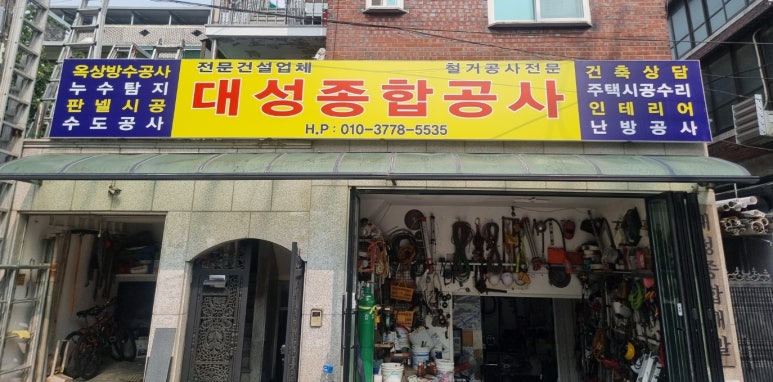 옥상방수공사
누수탐지
판넬시공
수도공사
전문건설업체 철거공사전문
대성종합공사
H.P : 010-3778-5535
건축상담
주택시공수리
인테리어
난방공사